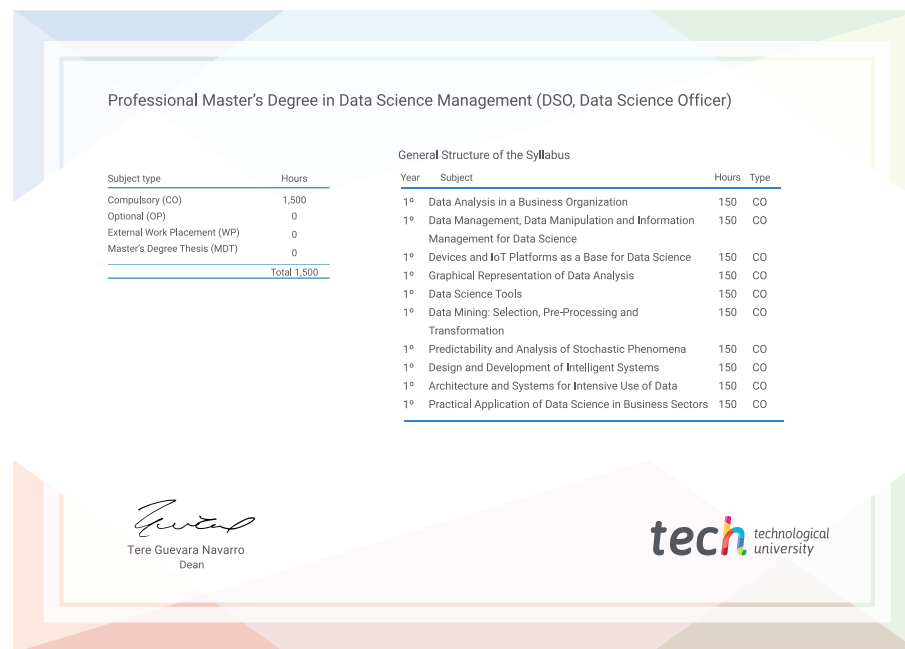 Professional Master's Degree in Data Science Management (DSO, Data Science Officer)
Subject type Hours
Compulsory (CO) 1,500
Optional (OP) 0
External Work Placement (WP) 0
Master's Degree Thesis (MDT) 0
Total 1,500
General Structure of the Syllabus
Year Subject Hours Type
1º Data Analysis in a Business Organization 150 CO
1º Data Management, Data Manipulation and Information 150 CO
Management for Data Science
1º Devices and IoT Platforms as a Base for Data Science 150 CO
1º Graphical Representation of Data Analysis 150 CO
1º Data Science Tools 150 CO
1º Data Mining: Selection, Pre-Processing and 150 CO
Transformation
1º Predictability and Analysis of Stochastic Phenomena 150 CO
1º Design and Development of Intelligent Systems 150 CO
1º Architecture and Systems for Intensive Use of Data 150 CO
1º Practical Application of Data Science in Business Sectors 150 CO
Tere Guevara Navarro
Dean
tech technological
university